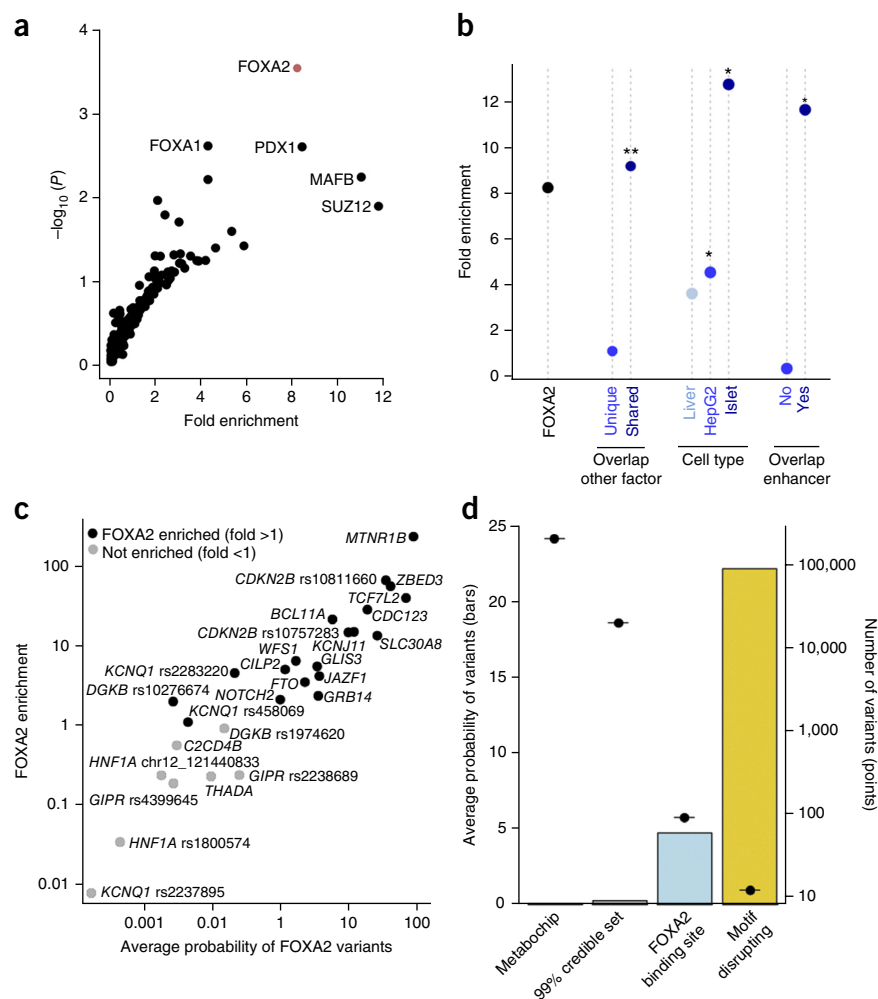 a
4
3
2
1
0
–log10 (P)
FOXA2
FOXA1
PDX1
MAFB
SUZ12
0 2 4 6 8 10 12
Fold enrichment
b
12
10
8
6
4
2
0
Fold enrichment
**
*
*
*
FOXA2
Unique
Shared
Liver
HepG2
Islet
No
Yes
Overlap other factor
Cell type
Overlap enhancer
c
FOXA2 enriched (fold >1)
Not enriched (fold <1)
100
10
1
0.1
0.01
FOXA2 enrichment
MTNR1B
CDKN2B rs10811660
ZBED3
TCF7L2
BCL11A
CDC123
CDKN2B rs10757283
KCNJ11
SLC30A8
WFS1
GLIS3
KCNQ1 rs2283220
CILP2
JAZF1
DGKB rs10276674
FTO
NOTCH2
GRB14
KCNQ1 rs458069
DGKB rs1974620
C2CD4B
HNF1A chr12_121440833
GIPR rs2238689
THADA
GIPR rs4399645
HNF1A rs1800574
KCNQ1 rs2237895
0.001 0.01 1 10 100
Average probability of FOXA2 variants
d
25
20
15
10
5
0
Average probability of variants (bars)
100,000
10,000
1,000
100
10
Number of variants (points)
Metabochip
99% credible set
FOXA2 binding site
Motif disrupting